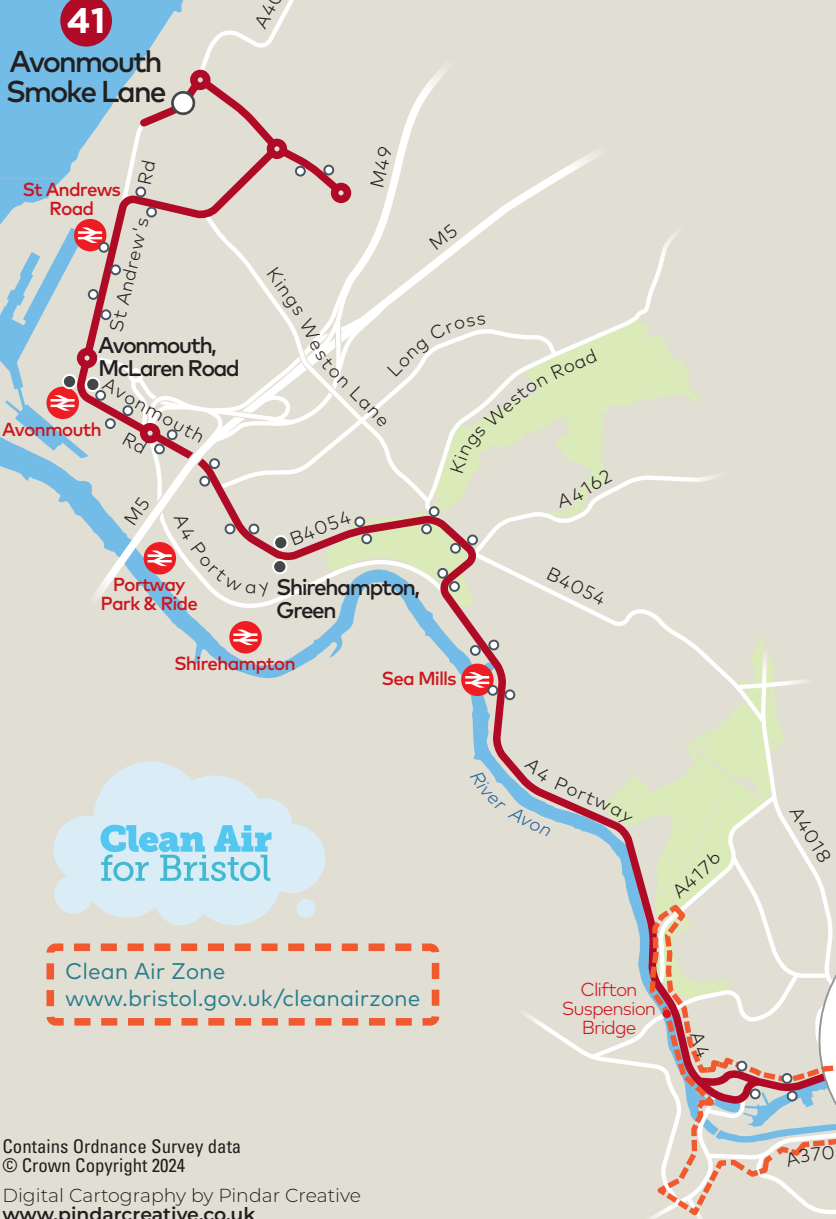 41
Avonmouth
Smoke Lane
A40
M49
St Andrews
Road
St Andrew's Rd
M5
Kings Weston Lane
Long Cross
Kings Weston Road
Avonmouth,
McLaren Road
Avonmouth
Rd
Avonmouth
A4162
M5
A4 Portway
B4054
Portway
Park & Ride
Shirehampton,
Green
B4054
Shirehampton
Sea Mills
River Avon
A4 Portway
A4018
A4176
Clean Air
for Bristol
Clean Air Zone
www.bristol.gov.uk/cleanairzone
Clifton
Suspension
Bridge
A4
A370
Contains Ordnance Survey data
© Crown Copyright 2024
Digital Cartography by Pindar Creative
www.pindarcreative.co.uk